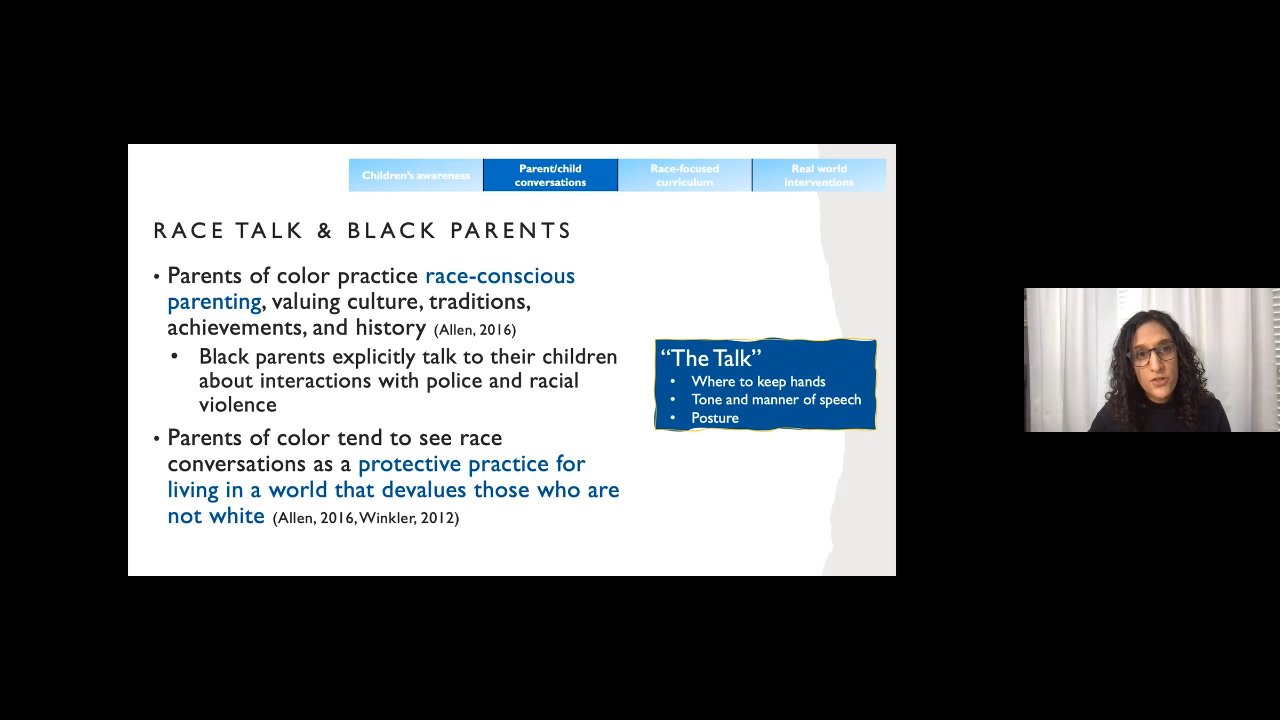 Children's awareness
Parent/child
conversations
Race-focused
curriculum
Real world
interventions
RACE TALK & BLACK PARENTS
• Parents of color practice race-conscious
parenting, valuing culture, traditions,
achievements, and history (Allen, 2016)
• Black parents explicitly talk to their children
about interactions with police and racial
violence
• Parents of color tend to see race
conversations as a protective practice for
living in a world that devalues those who are
not white (Allen, 2016, Winkler, 2012)
“The Talk”
• Where to keep hands
• Tone and manner of speech
• Posture